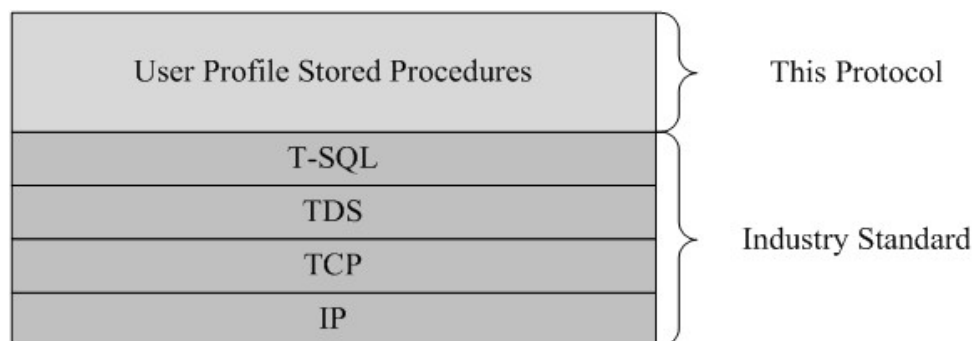 User Profile Stored Procedures
This Protocol
T-SQL
TDS
TCP
IP
Industry Standard